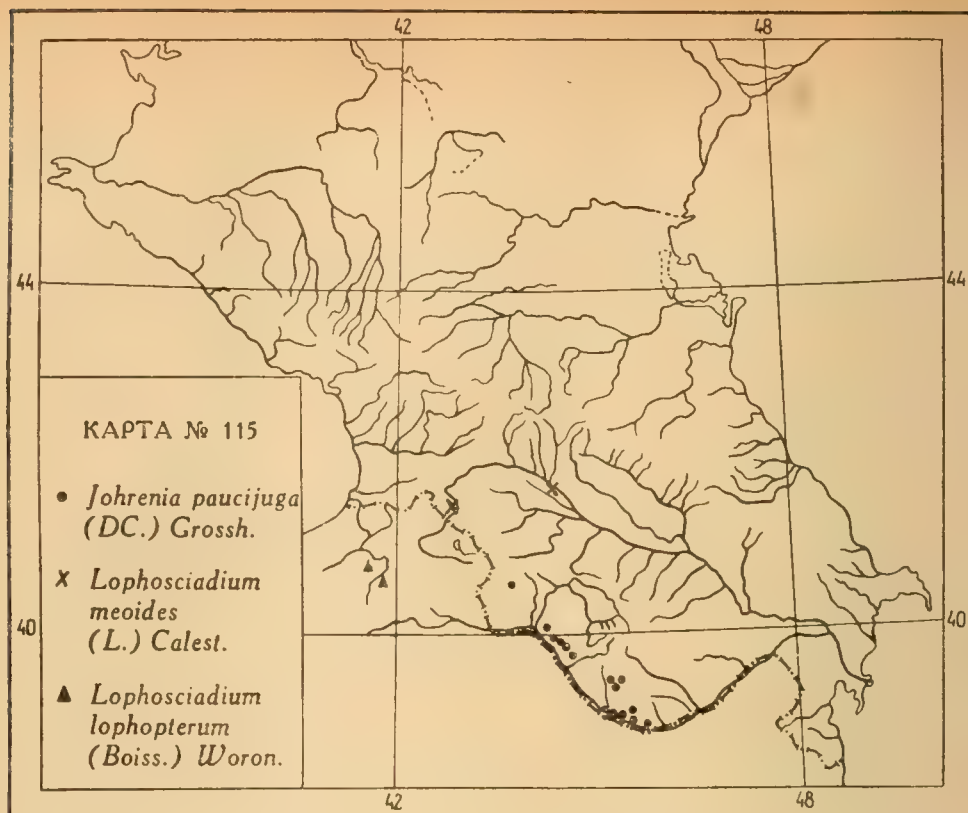 42 48
44 44
КАРТА № 115
Johrenia paucijuga
(DC.) Grossh.
Lophosciadium
meoides
(L.) Calest.
Lophosciadium
lophopterum
(Boiss.) Woron.
40 40
42 48